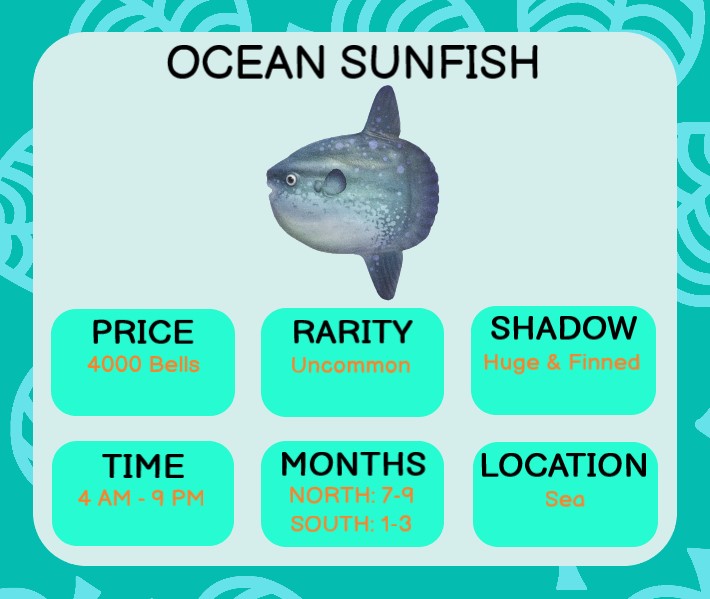 OCEAN SUNFISH
PRICE
4000 Bells
RARITY
Uncommon
SHADOW
Huge & Finned
TIME
4 AM - 9 PM
MONTHS
NORTH: 7-9
SOUTH: 1-3
LOCATION
Sea